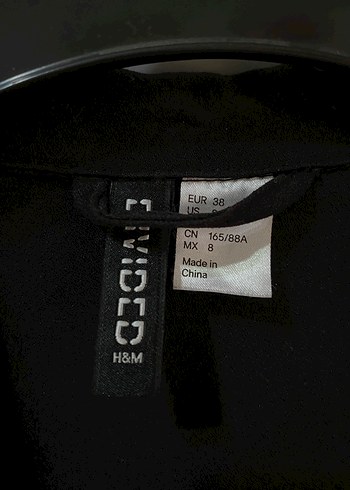 DIVIDED
H&M
EUR 38
US
CN 165/88A
MX 8
Made in
China